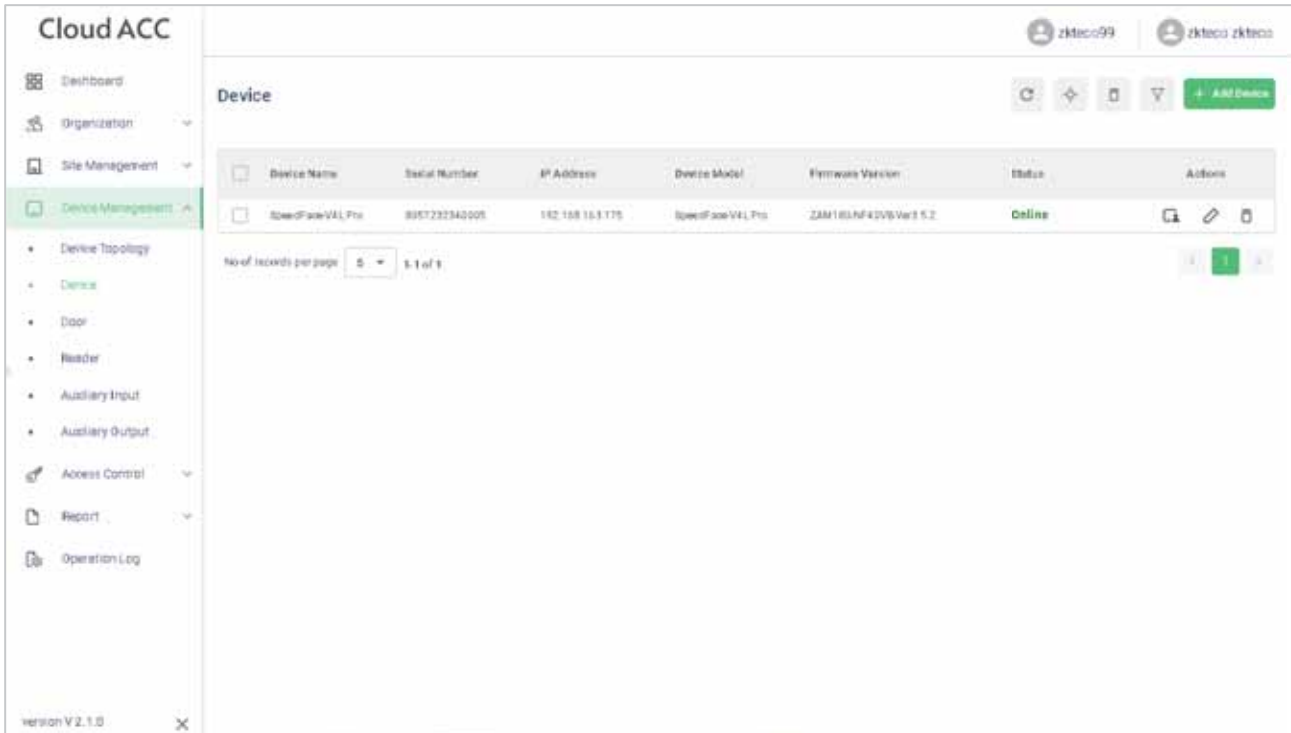 Cloud ACC
zkteco99
zkteco zkteco
Dashboard
Organization
Site Management
Device Management
Device Topology
Device
Door
Reader
Auxiliary Input
Auxiliary Output
Access Control
Report
Operation Log
version V 2.1.0
Device
+ Add Device
Device Name Serial Number IP Address Device Model Firmware Version Status Actions
SpeedFace-V4L Pro SpeedFace-V4L Pro Online
No of records per page 5 1-1 of 1
1